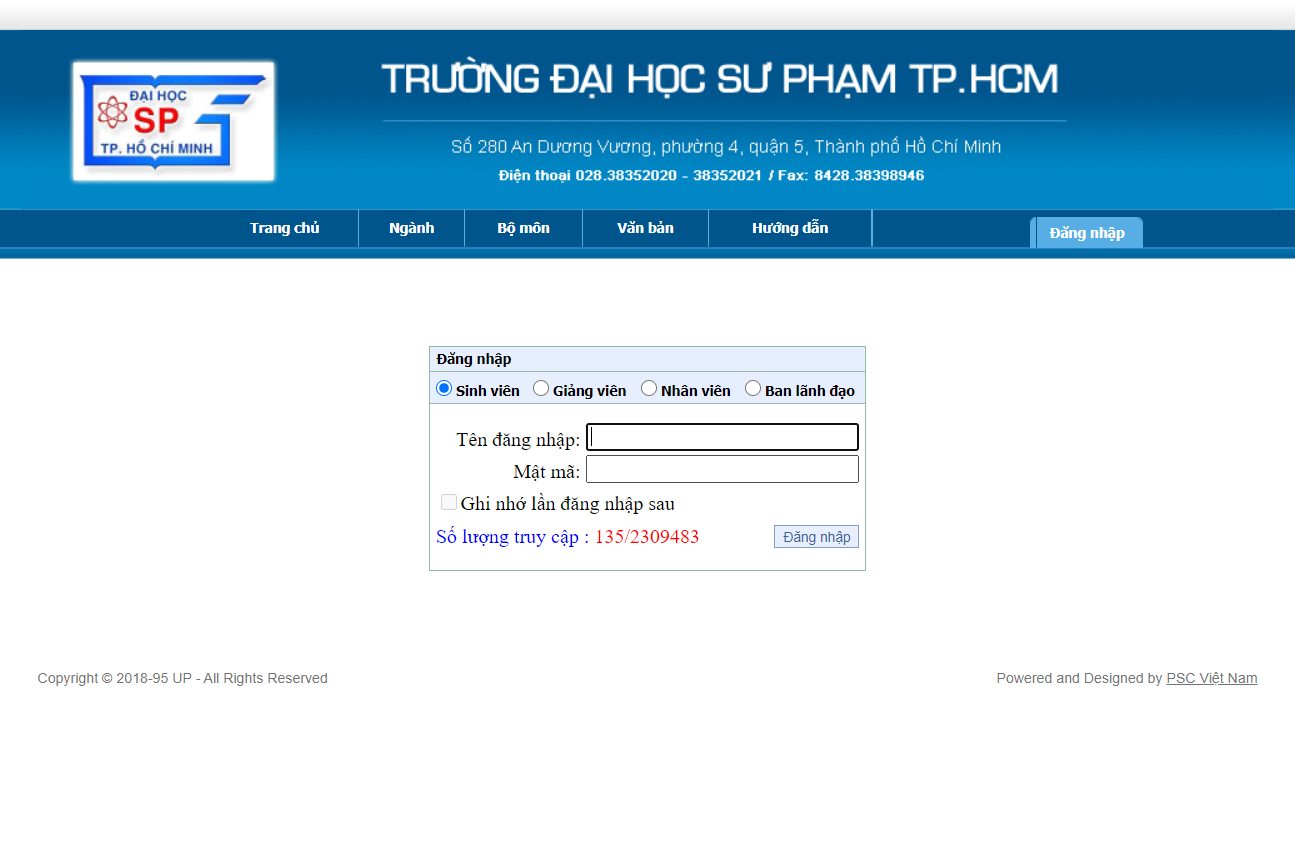 ĐẠI HỌC
SP
TP. HỒ CHÍ MINH
TRƯỜNG ĐẠI HỌC SƯ PHẠM TP.HCM
Số 280 An Dương Vương, phường 4, quận 5, Thành phố Hồ Chí Minh
Điện thoại 028.38352020 - 38352021 / Fax: 8428.38398946
Trang chủ Ngành Bộ môn Văn bản Hướng dẫn Đăng nhập
Đăng nhập
Sinh viên Giảng viên Nhân viên Ban lãnh đạo
Tên đăng nhập:
Mật mã:
Ghi nhớ lần đăng nhập sau
Số lượng truy cập : 135/2309483 Đăng nhập
Copyright © 2018-95 UP - All Rights Reserved Powered and Designed by PSC Việt Nam